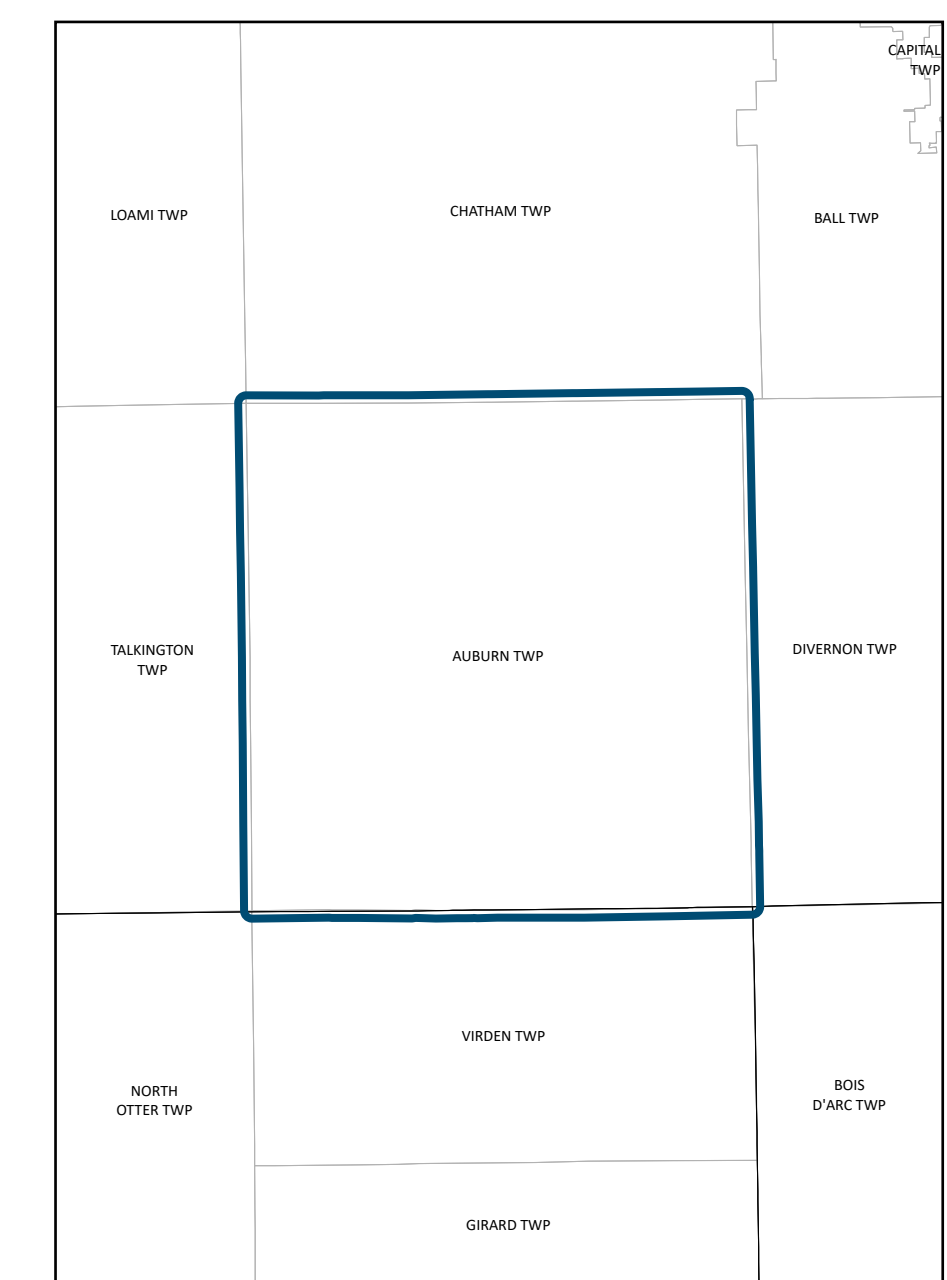 CAPITAL
TWP
LOAMI TWP
CHATHAM TWP
BALL TWP
TALKINGTON
TWP
AUBURN TWP
DIVERNON TWP
VIRDEN TWP
NORTH
OTTER TWP
BOIS
D'ARC TWP
GIRARD TWP